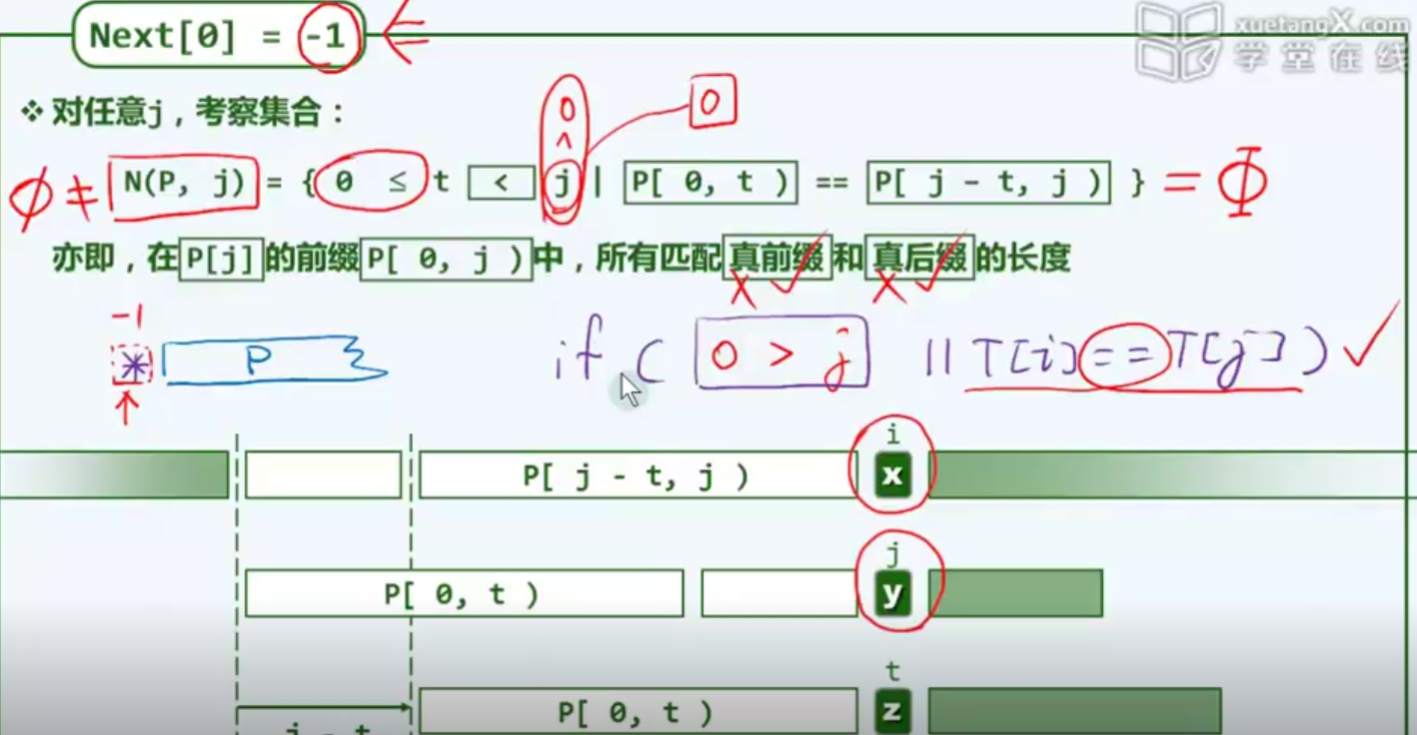 Next[0] = -1
xuetangX.com
学堂在线
❖ 对任意j，考察集合：
0
^
0
ϕ ≠ N(P, j) = { 0 ≤ t < j | P[ 0, t ) == P[ j - t, j ) } = Φ
亦即，在P[j]的前缀P[ 0, j )中，所有匹配真前缀和真后缀的长度
x ✓ x ✓
-1
* P
if ( 0 > j || T[i] == T[j] ) ✓
i
P[ j - t, j ) x
j
P[ 0, t ) y
t
P[ 0, t ) z
j - t